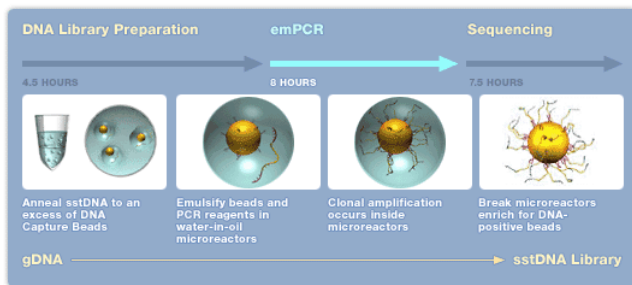 DNA Library Preparation
emPCR
Sequencing
4.5 HOURS
8 HOURS
7.5 HOURS
Anneal sstDNA to an
excess of DNA
Capture Beads
Emulsify beads and
PCR reagents in
water-in-oil
microreactors
Clonal amplification
occurs inside
microreactors
Break microreactors
enrich for DNA-
positive beads
gDNA
sstDNA Library